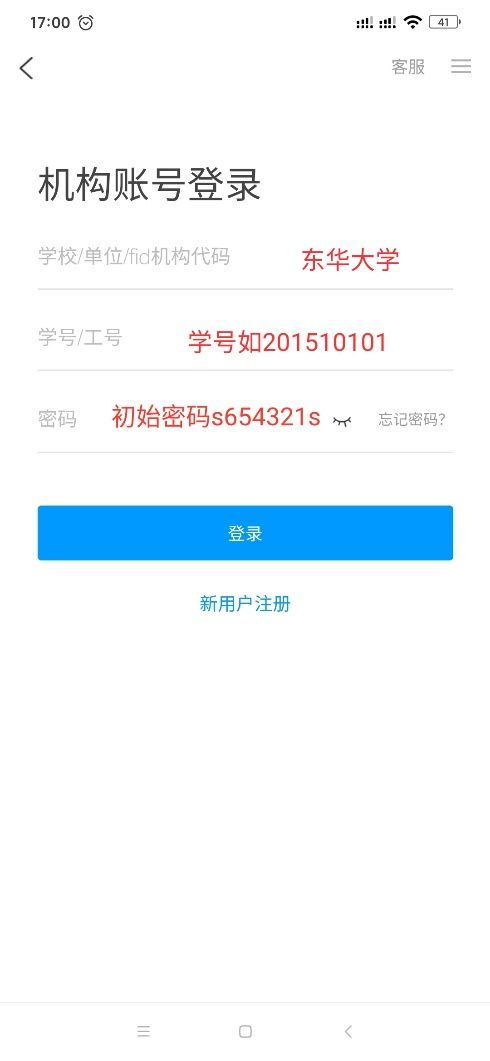 17:00
41
客服
机构账号登录
学校/单位/fid机构代码 东华大学
学号/工号 学号如201510101
密码 初始密码s654321s 忘记密码?
登录
新用户注册